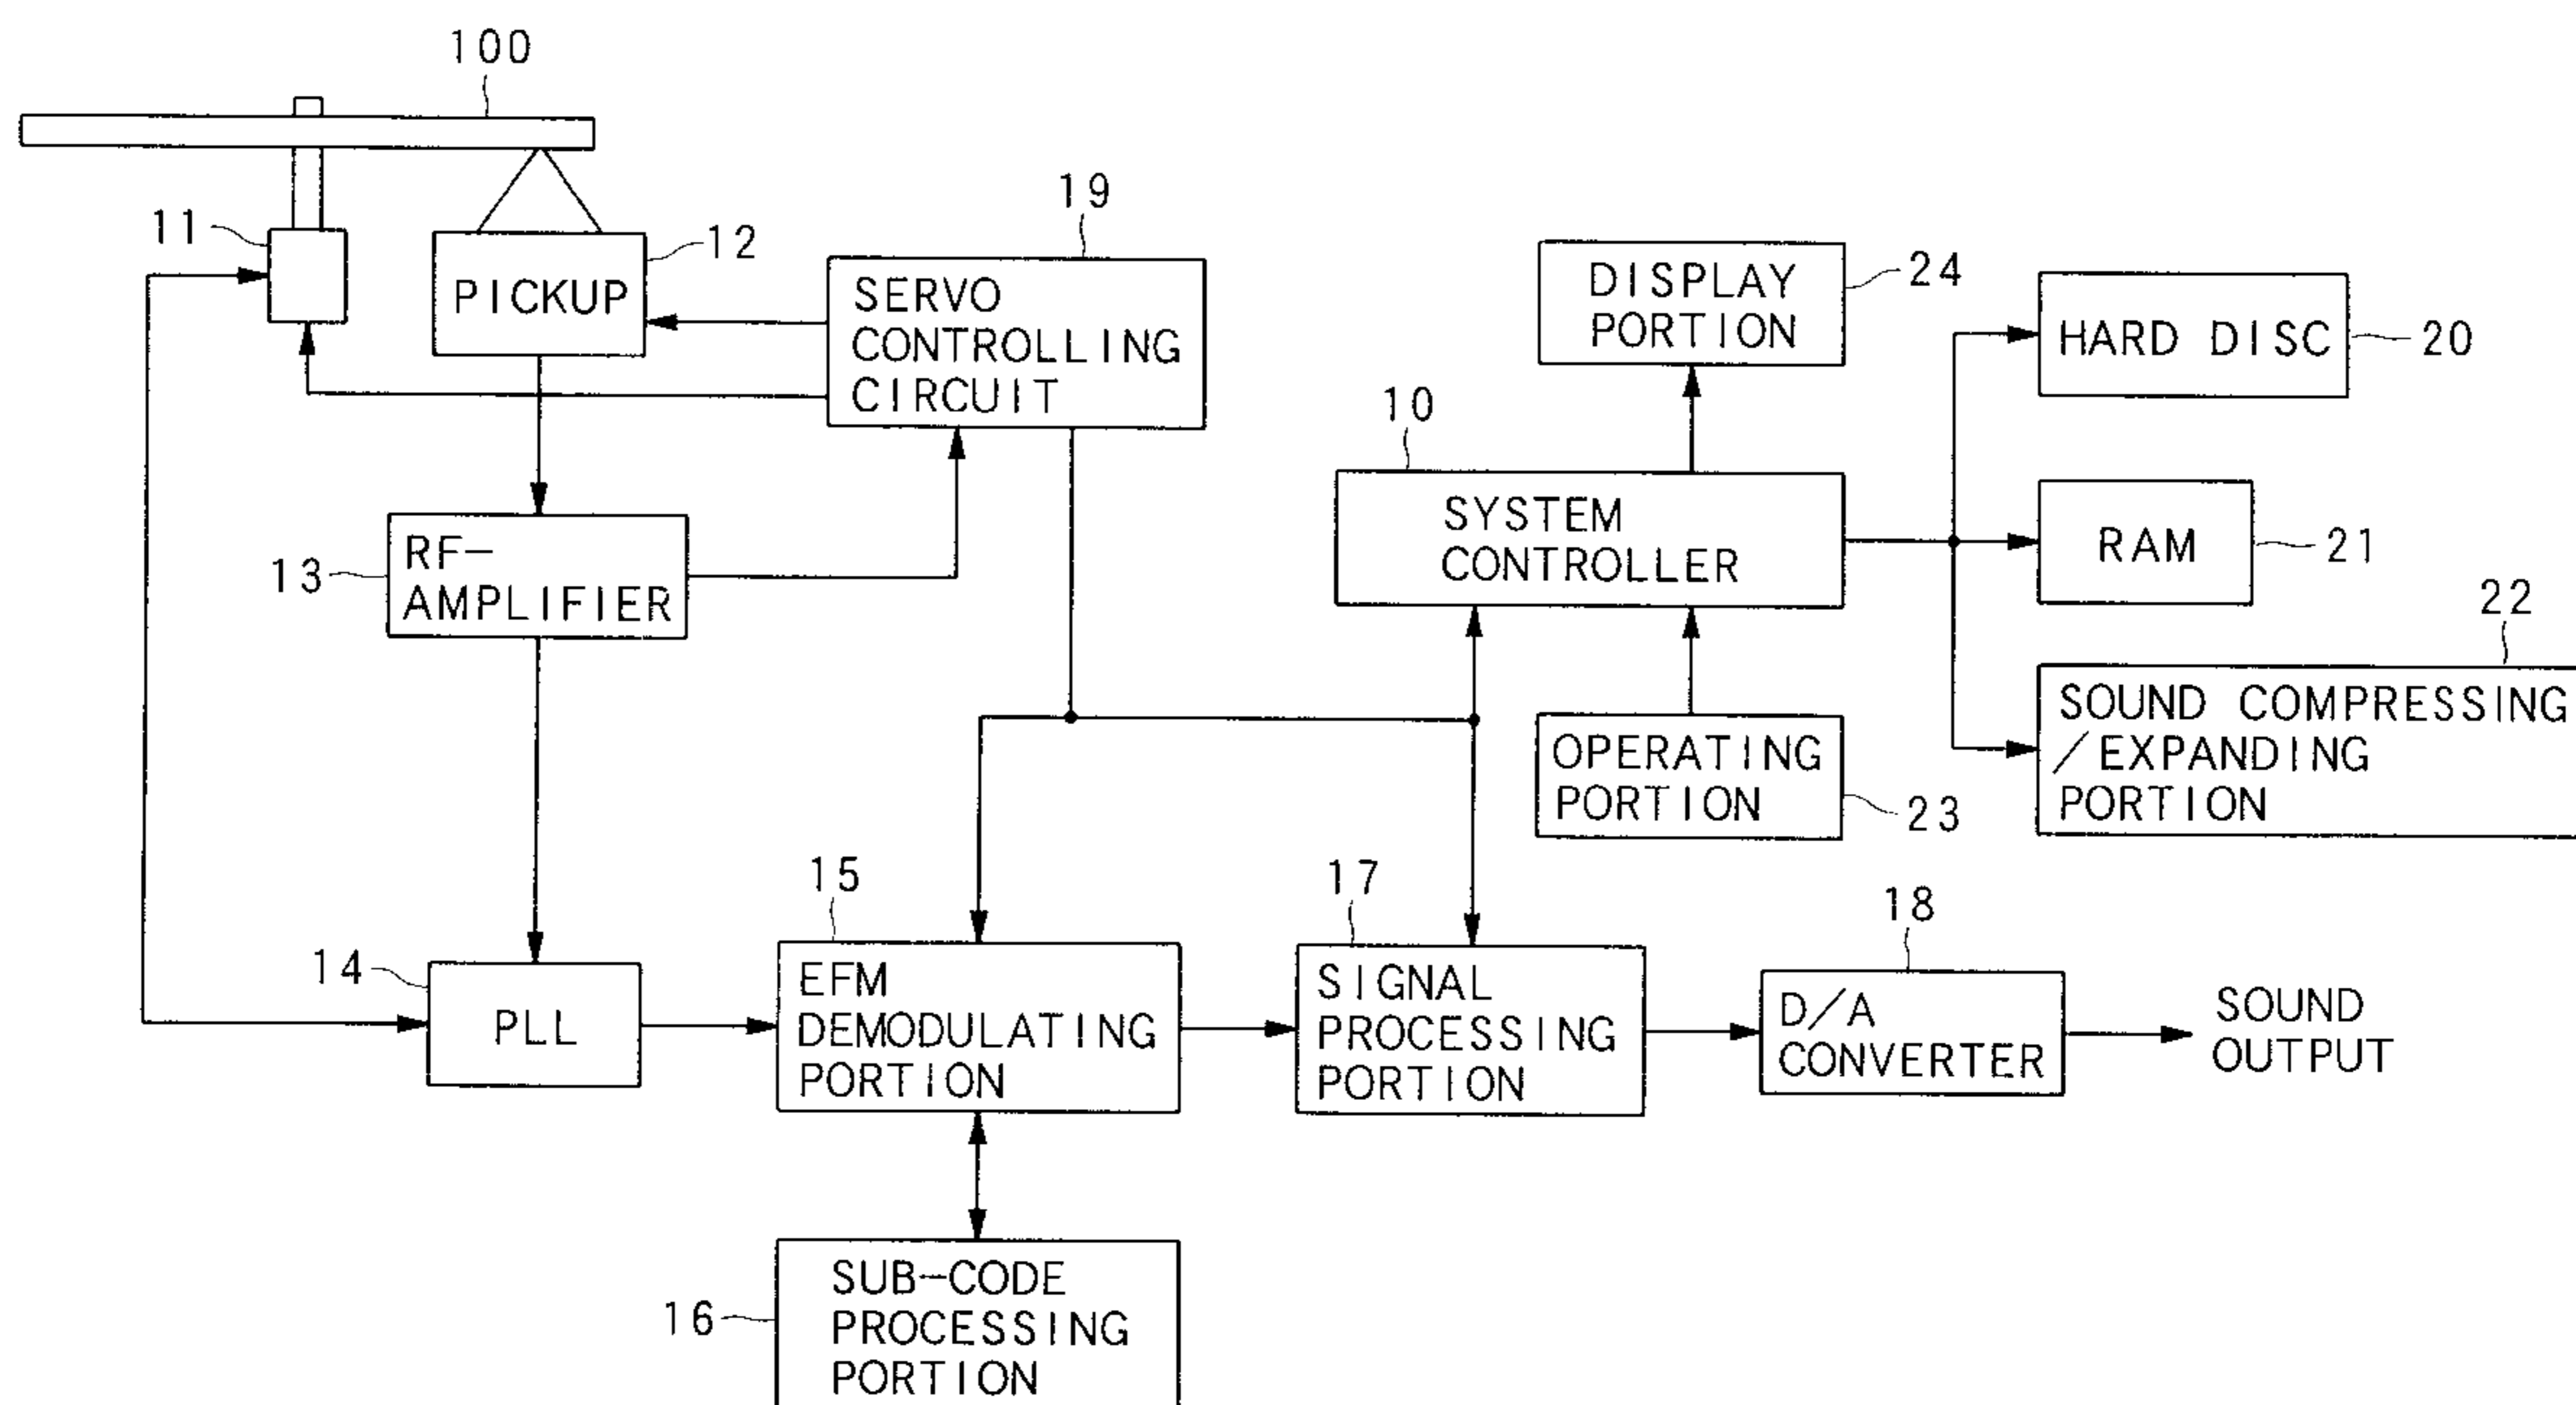 100
11
PICKUP
12
19
SERVO
CONTROLLING
CIRCUIT
DISPLAY
PORTION
24
HARD DISC
20
10
SYSTEM
CONTROLLER
RAM
21
13
RF-
AMPLIFIER
22
SOUND COMPRESSING
/EXPANDING
PORTION
OPERATING
PORTION
23
14
PLL
15
EFM
DEMODULATING
PORTION
17
SIGNAL
PROCESSING
PORTION
18
D/A
CONVERTER
SOUND
OUTPUT
16
SUB-CODE
PROCESSING
PORTION